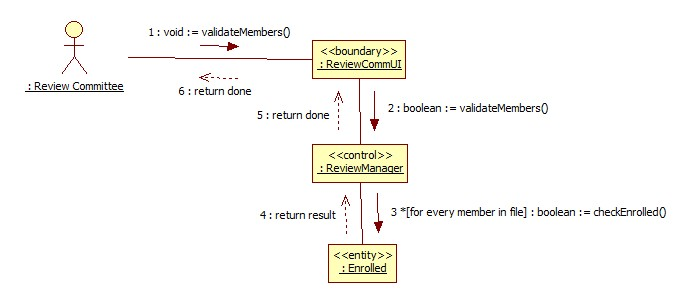 1 : void := validateMembers()
<<boundary>>
: ReviewCommUI
: Review Committee
6 : return done
5 : return done
2 : boolean := validateMembers()
<<control>>
: ReviewManager
4 : return result
3 *[for every member in file] : boolean := checkEnrolled()
<<entity>>
: Enrolled